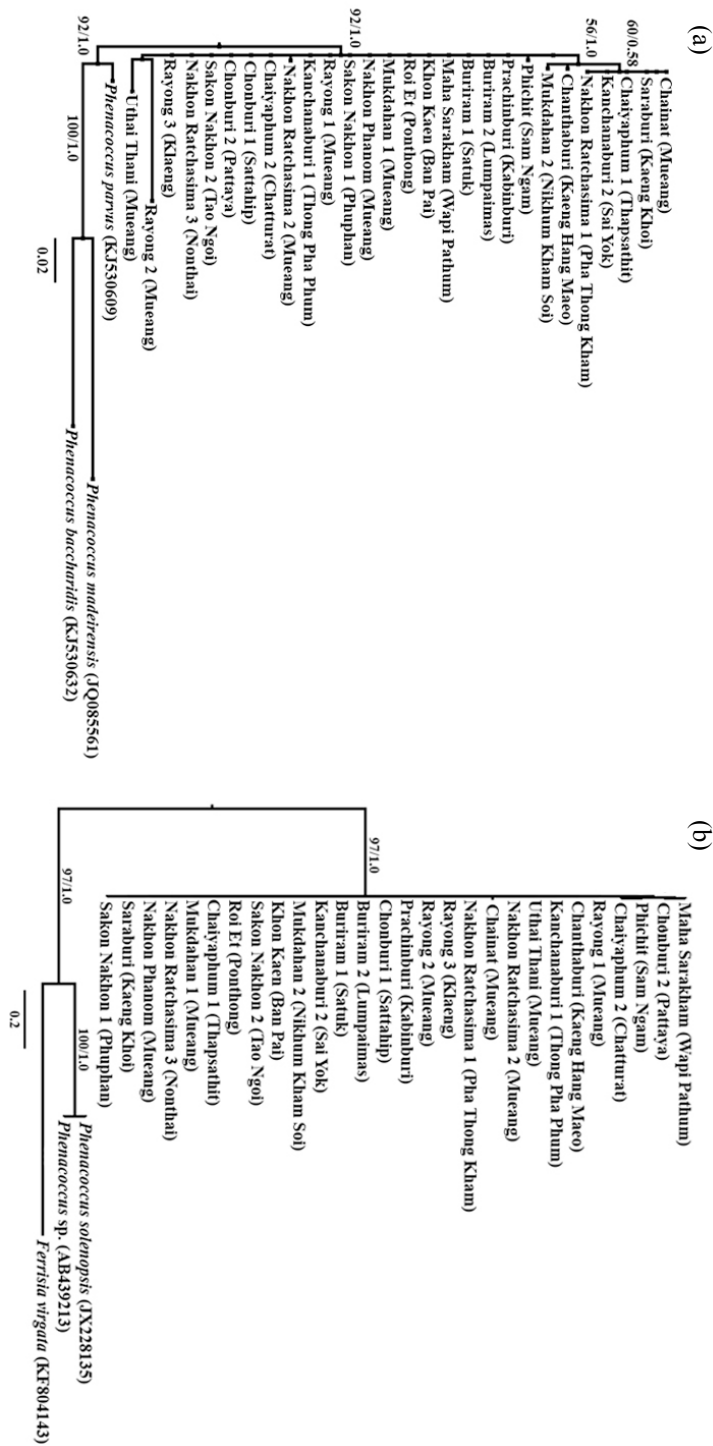 (a)
Chainat (Mueang)
Saraburi (Kaeng Khoi)
60/0.58
Chaiyaphum 1 (Thapsathit)
Kanchanaburi 2 (Sai Yok)
56/1.0
Nakhon Ratchasima 1 (Pha Thong Kham)
Chanthaburi (Kaeng Hang Maeo)
Mukdahan 2 (Nikhum Kham Soi)
Phichit (Sam Ngam)
Prachinburi (Kabinburi)
Buriram 2 (Lumpaimas)
Buriram 1 (Satuk)
Maha Sarakham (Wapi Pathum)
Khon Kaen (Ban Pai)
Roi Et (Ponthong)
Mukdahan 1 (Mueang)
Nakhon Phanom (Mueang)
92/1.0
Sakon Nakhon 1 (Phuphan)
Rayong 1 (Mueang)
Kanchanaburi 1 (Thong Pha Phum)
Nakhon Ratchasima 2 (Mueang)
Chaiyaphum 2 (Chatturat)
Chonburi 1 (Sattahip)
Chonburi 2 (Pattaya)
Sakon Nakhon 2 (Tao Ngoi)
Nakhon Ratchasima 3 (Nonthai)
Rayong 3 (Klaeng)
Rayong 2 (Mueang)
Uthai Thani (Mueang)
92/1.0
Phenacoccus parvus (KJ530609)
100/1.0
Phenacoccus madeirensis (JQ085561)
Phenacoccus baccharidis (KJ530632)
0.02
(b)
Maha Sarakham (Wapi Pathum)
Chonburi 2 (Pattaya)
Phichit (Sam Ngam)
Chaiyaphum 2 (Chatturat)
Rayong 1 (Mueang)
Chanthaburi (Kaeng Hang Maeo)
Kanchanaburi 1 (Thong Pha Phum)
Uthai Thani (Mueang)
Nakhon Ratchasima 2 (Mueang)
Chainat (Mueang)
Nakhon Ratchasima 1 (Pha Thong Kham)
Rayong 3 (Klaeng)
Rayong 2 (Mueang)
Prachinburi (Kabinburi)
Chonburi 1 (Sattahip)
97/1.0
Buriram 2 (Lumpaimas)
Buriram 1 (Satuk)
Kanchanaburi 2 (Sai Yok)
Mukdahan 2 (Nikhum Kham Soi)
Khon Kaen (Ban Pai)
Sakon Nakhon 2 (Tao Ngoi)
Roi Et (Ponthong)
Chaiyaphum 1 (Thapsathit)
Mukdahan 1 (Mueang)
Nakhon Ratchasima 3 (Nonthai)
Nakhon Phanom (Mueang)
Saraburi (Kaeng Khoi)
Sakon Nakhon 1 (Phuphan)
97/1.0
100/1.0
Phenacoccus solenopsis (JX228135)
Phenacoccus sp. (AB439213)
Ferrisia virgata (KF804143)
0.2